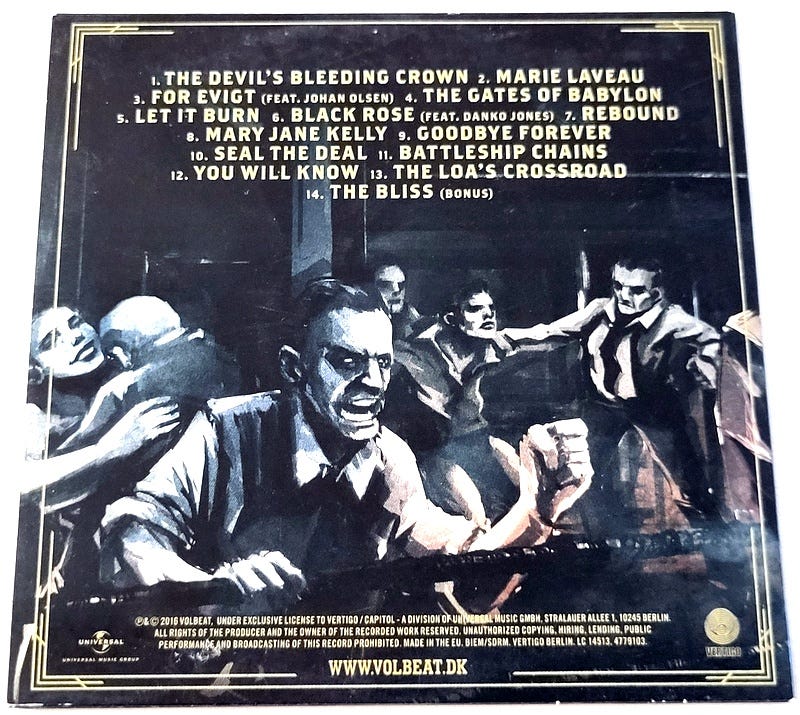 1. THE DEVIL'S BLEEDING CROWN 2. MARIE LAVEAU
3. FOR EVIGT (FEAT. JOHAN OLSEN) 4. THE GATES OF BABYLON
5. LET IT BURN 6. BLACK ROSE (FEAT. DANKO JONES) 7. REBOUND
8. MARY JANE KELLY 9. GOODBYE FOREVER
10. SEAL THE DEAL 11. BATTLESHIP CHAINS
12. YOU WILL KNOW 13. THE LOA'S CROSSROAD
14. THE BLISS (BONUS)
℗&© 2016 VOLBEAT, UNDER EXCLUSIVE LICENSE TO VERTIGO / CAPITOL - A DIVISION OF UNIVERSAL MUSIC GMBH, STRALAUER ALLEE 1, 10245 BERLIN.
ALL RIGHTS OF THE PRODUCER AND THE OWNER OF THE RECORDED WORK RESERVED. UNAUTHORIZED COPYING, HIRING, LENDING, PUBLIC
PERFORMANCE AND BROADCASTING OF THIS RECORD PROHIBITED. MADE IN THE EU. BIEM/SDRM. VERTIGO BERLIN. LC 14513. 4779103.
UNIVERSAL
UNIVERSAL MUSIC GROUP
VERTIGO
WWW.VOLBEAT.DK